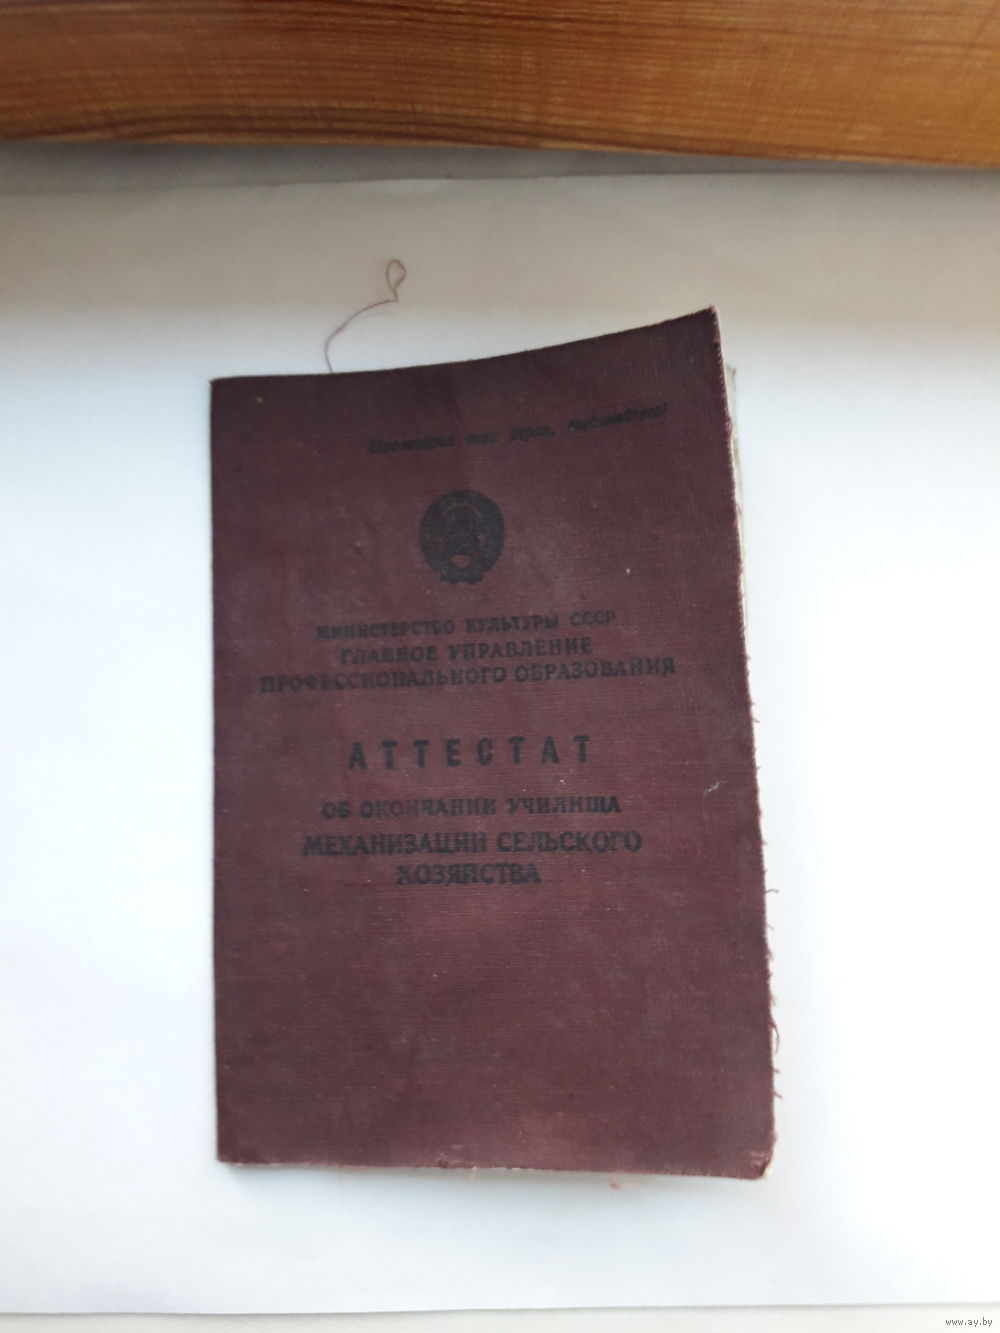 Пролетарии всех стран, соединяйтесь!
МИНИСТЕРСТВО КУЛЬТУРЫ СССР
ГЛАВНОЕ УПРАВЛЕНИЕ
ПРОФЕССИОНАЛЬНОГО ОБРАЗОВАНИЯ
АТТЕСТАТ
ОБ ОКОНЧАНИИ УЧИЛИЩА
МЕХАНИЗАЦИИ СЕЛЬСКОГО
ХОЗЯЙСТВА
www.ay.by